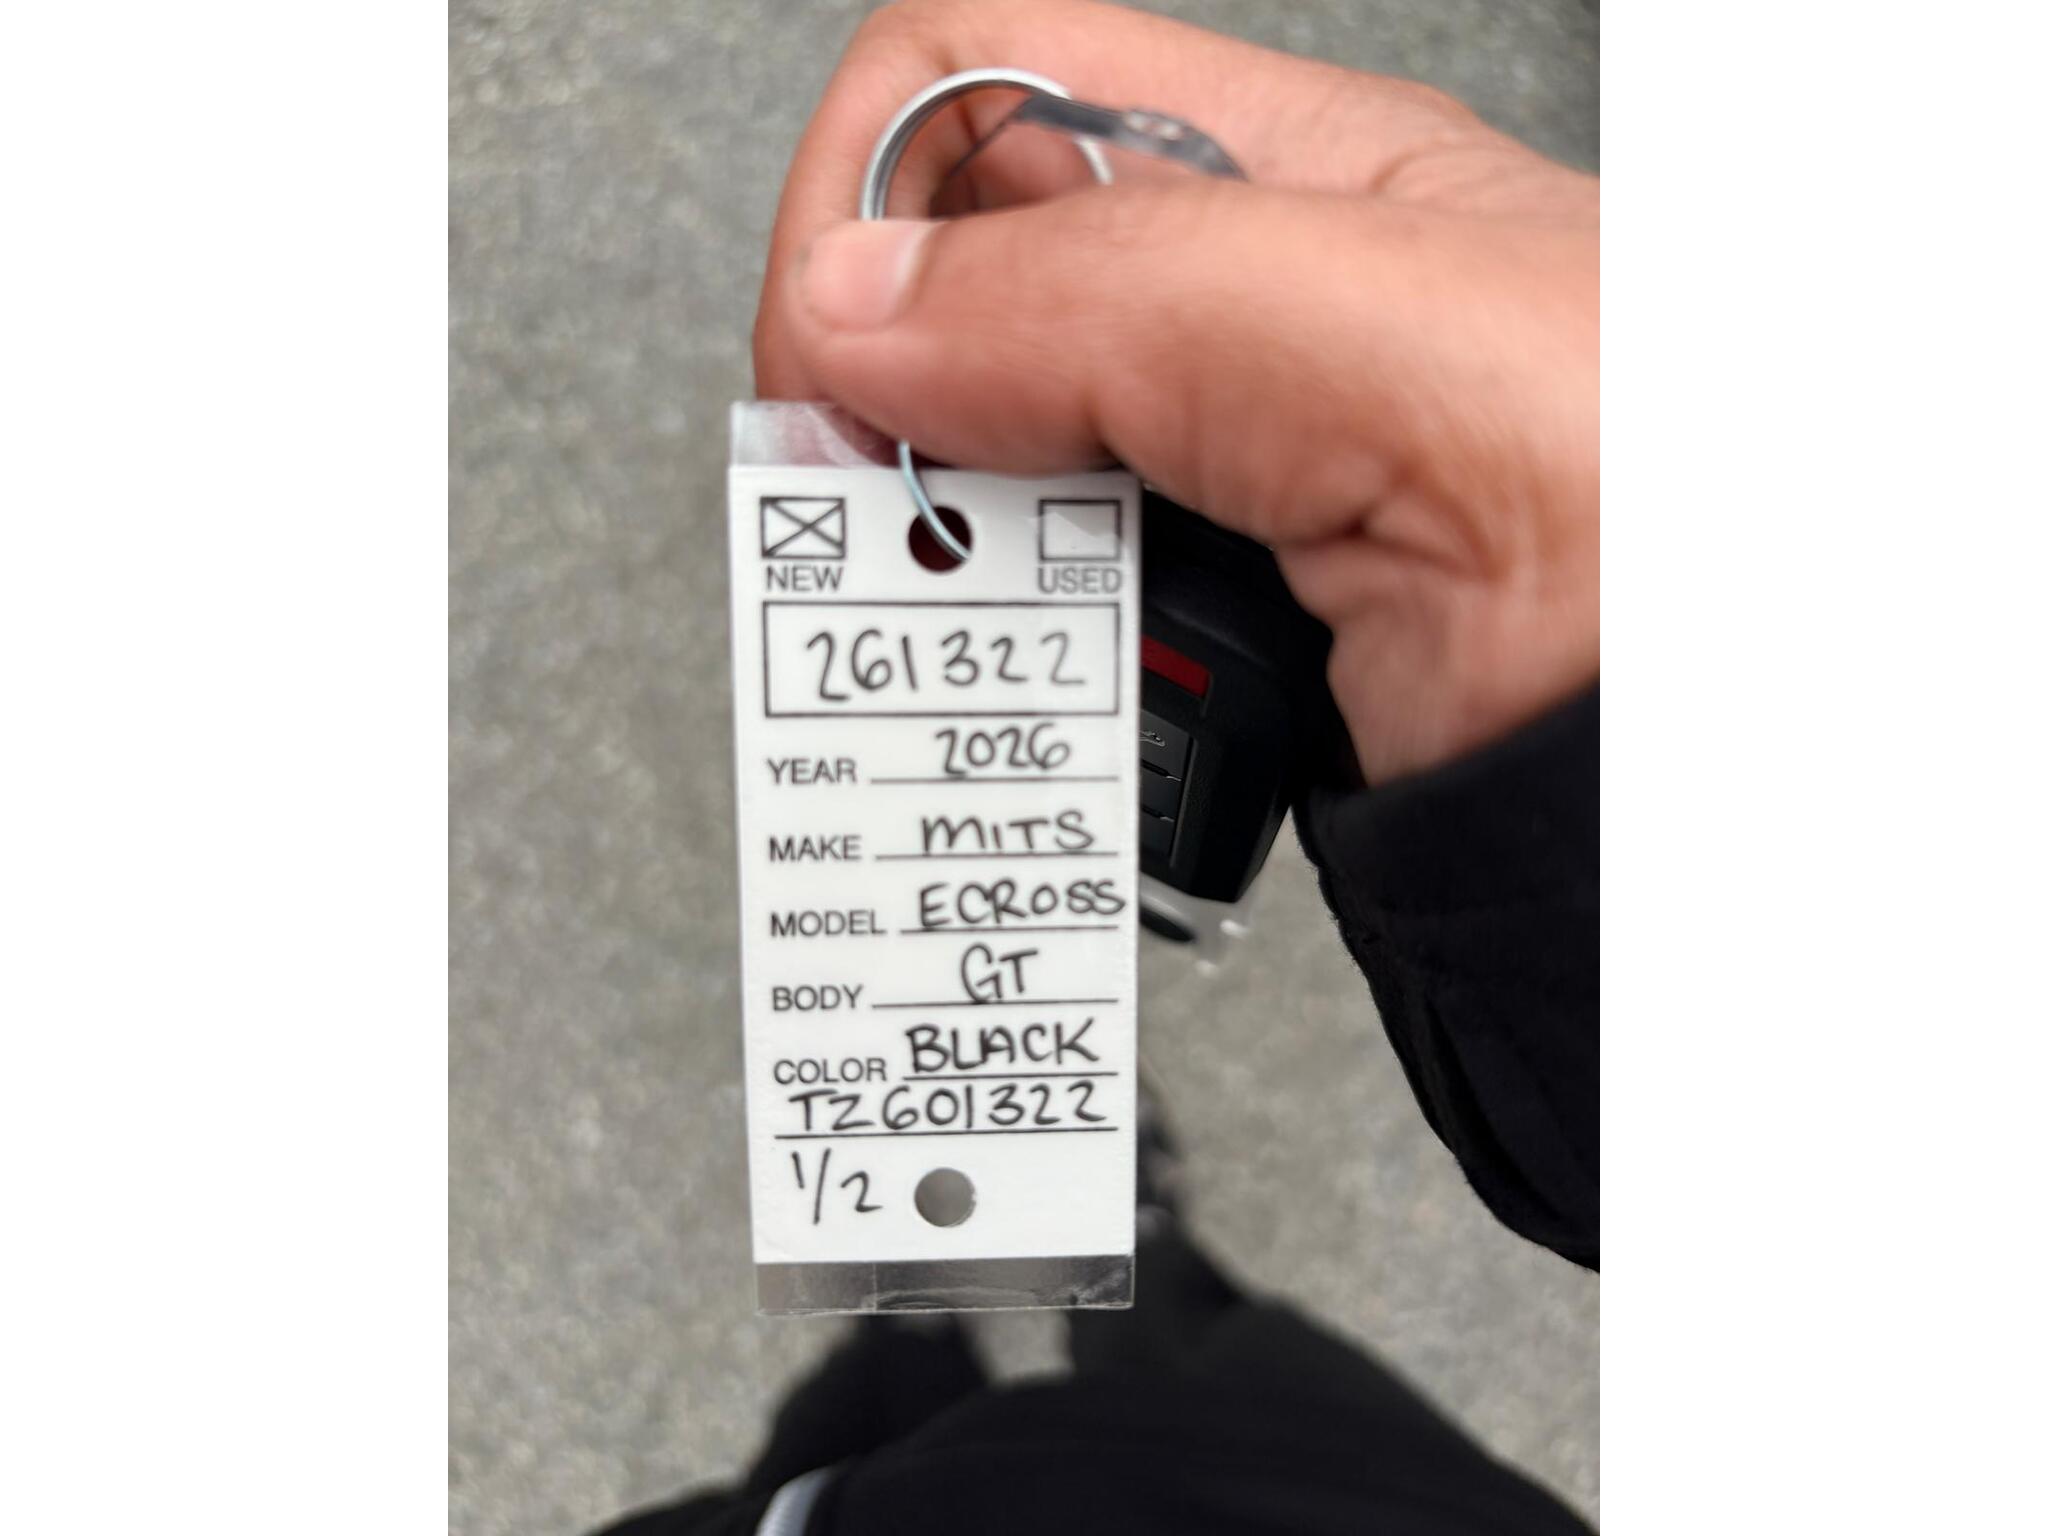 NEW USED
261322
YEAR 2026
MAKE MITS
MODEL ECROSS
BODY GT
COLOR BLACK
TZ601322
1/2